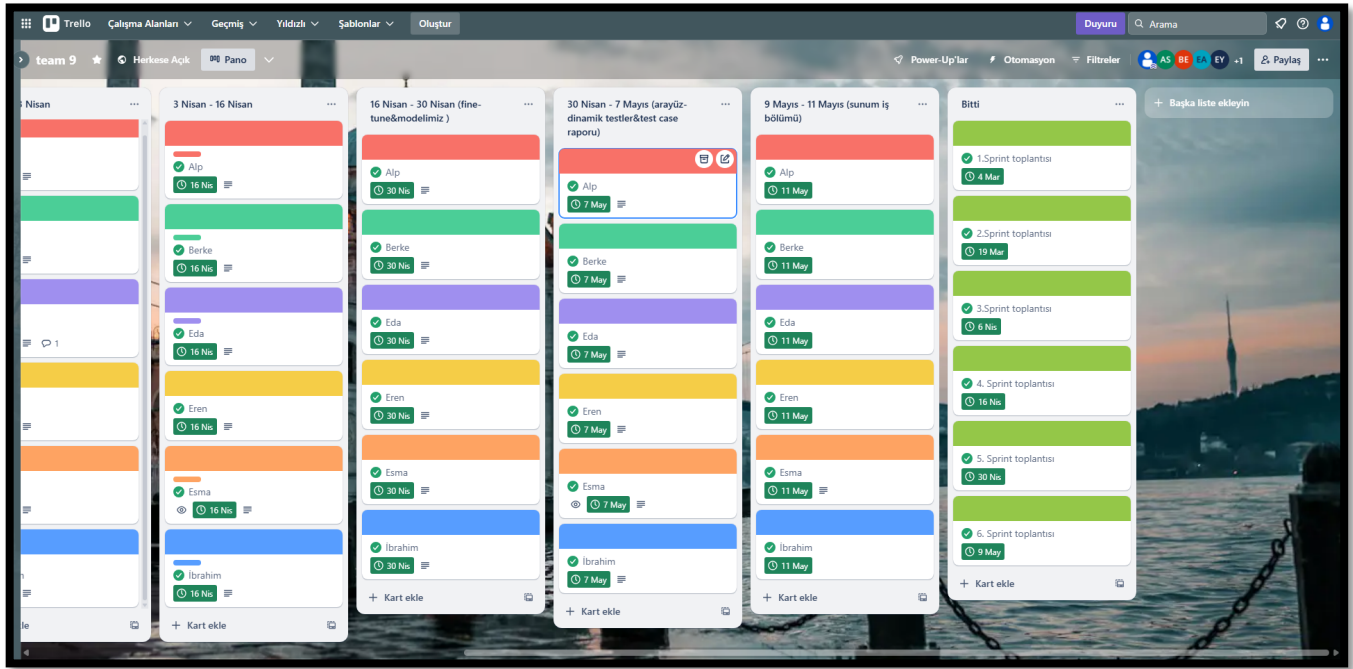 Trello
Çalışma Alanları
Geçmiş
Yıldızlı
Şablonlar
Oluştur
Duyuru
Arama
team 9
Herkese Açık
Pano
Power-Up'lar
Otomasyon
Filtreler
AS
BE
EA
EY
+1
Paylaş
Nisan
1
3 Nisan - 16 Nisan
Alp
16 Nis
Berke
16 Nis
Eda
16 Nis
Eren
16 Nis
Esma
16 Nis
İbrahim
16 Nis
+ Kart ekle
16 Nisan - 30 Nisan (fine-
tune&modelimiz )
Alp
30 Nis
Berke
30 Nis
Eda
30 Nis
Eren
30 Nis
Esma
30 Nis
İbrahim
30 Nis
+ Kart ekle
30 Nisan - 7 Mayıs (arayüz-
dinamik testler&test case
raporu)
Alp
7 May
Berke
7 May
Eda
7 May
Eren
7 May
Esma
7 May
İbrahim
7 May
+ Kart ekle
9 Mayıs - 11 Mayıs (sunum iş
bölümü)
Alp
11 May
Berke
11 May
Eda
11 May
Eren
11 May
Esma
11 May
İbrahim
11 May
+ Kart ekle
Bitti
1.Sprint toplantısı
4 Mar
2.Sprint toplantısı
19 Mar
3.Sprint toplantısı
6 Nis
4. Sprint toplantısı
16 Nis
5. Sprint toplantısı
30 Nis
6. Sprint toplantısı
9 May
+ Kart ekle
+ Başka liste ekleyin